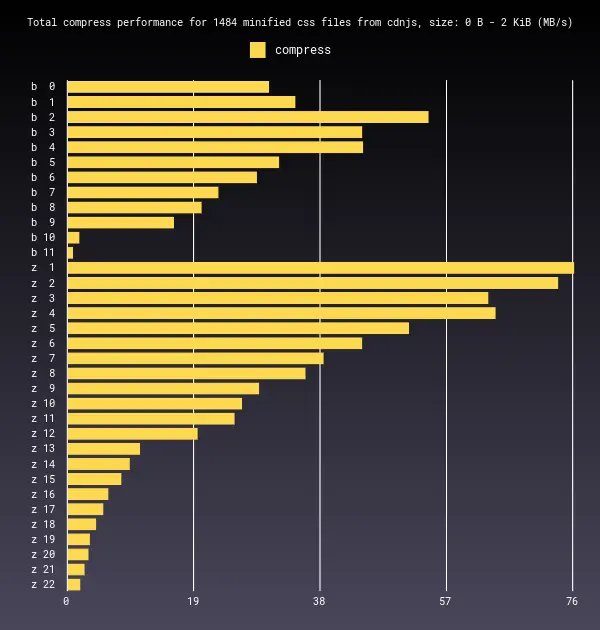 Total compress performance for 1484 minified css files from cdnjs, size: 0 B - 2 KiB (MB/s)
compress
b 0
b 1
b 2
b 3
b 4
b 5
b 6
b 7
b 8
b 9
b 10
b 11
z 1
z 2
z 3
z 4
z 5
z 6
z 7
z 8
z 9
z 10
z 11
z 12
z 13
z 14
z 15
z 16
z 17
z 18
z 19
z 20
z 21
z 22
0 19 38 57 76